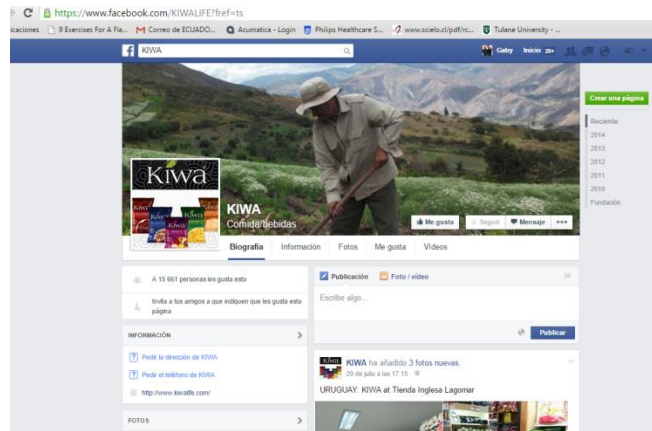 https://www.facebook.com/KIWALIFE?fref=ts
icaciones 9 Exercises For A Fla... Correo de ECUADO... Acumatica - Login Philips Healthcare S... www.scielo.cl/pdf/rc... Tulane University - ...
KIWA
Gaby Inicio 20+
Crear una página
Reciente
2014
2013
2012
2011
2010
Fundación
Kiwa
KIWA
Comida/bebidas
Me gusta Seguir Mensaje
Biografía Información Fotos Me gusta Vídeos
A 15 661 personas les gusta esto
Invita a tus amigos a que indiquen que les gusta esta
página
INFORMACIÓN
Pedir la dirección de KIWA
Pedir el teléfono de KIWA
http://www.kiwalife.com/
FOTOS
Publicación Foto / vídeo
Escribe algo...
Publicar
KIWA ha añadido 3 fotos nuevas
20 de julio a las 17:15
URUGUAY: KIWA at Tienda Inglesa Lagomar